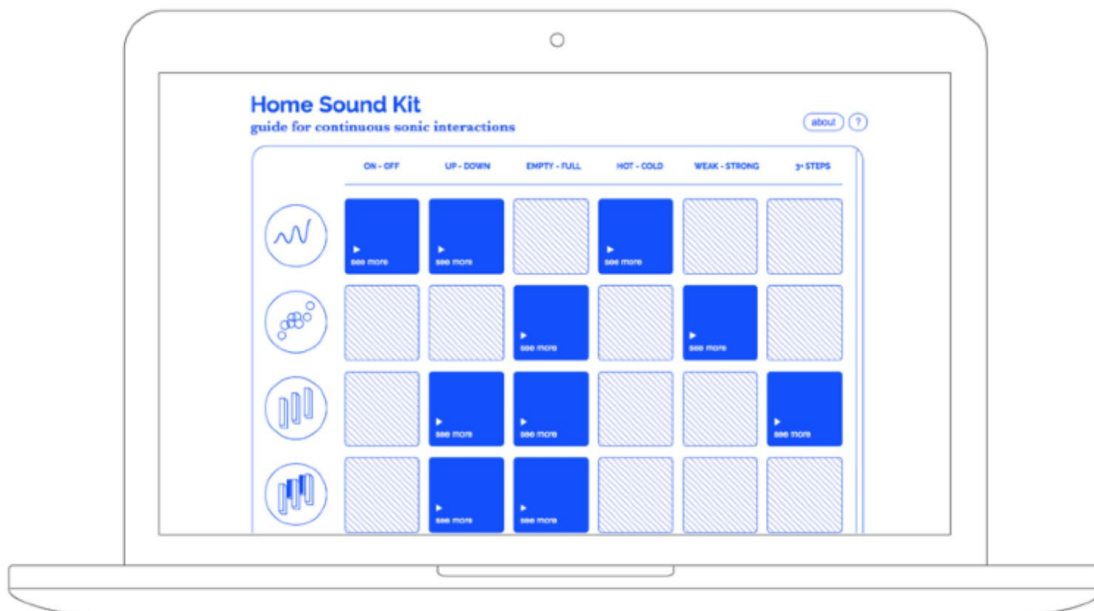 Home Sound Kit
guide for continuous sonic interactions
about ?
ON - OFF UP - DOWN EMPTY - FULL HOT - COLD WEAK - STRONG 3+ STEPS
see more see more see more
see more see more
see more see more see more
see more see more